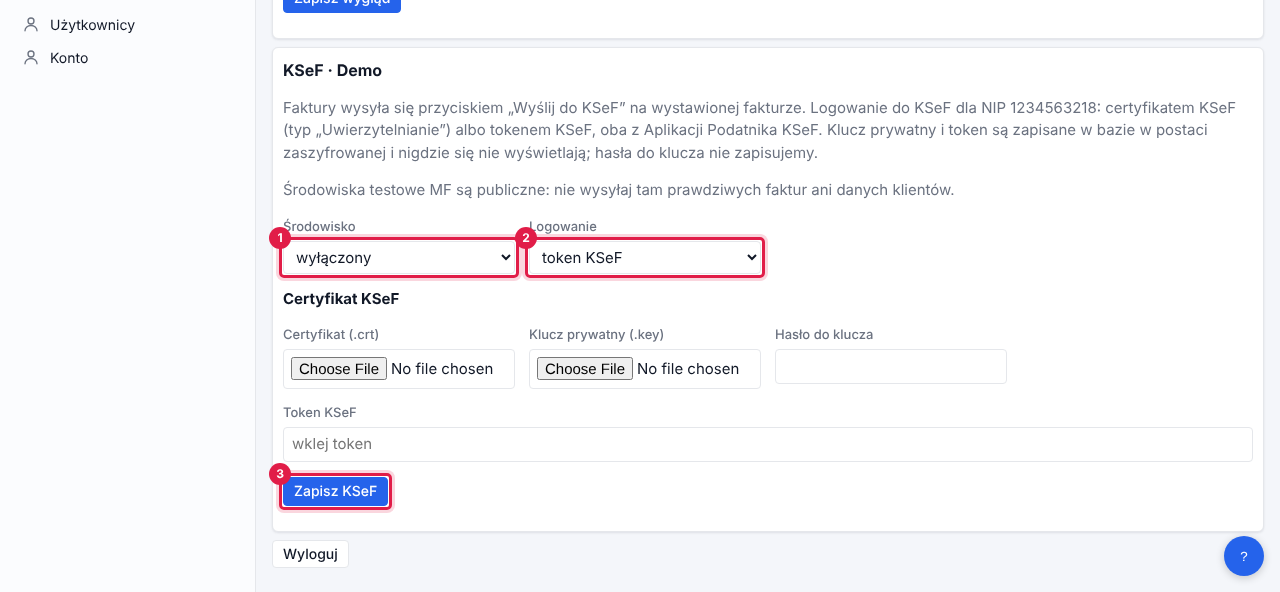 Zapisz wygląd
Użytkownicy
Konto
KSeF · Demo
Faktury wysyła się przyciskiem „Wyślij do KSeF” na wystawionej fakturze. Logowanie do KSeF dla NIP 1234563218: certyfikatem KSeF
(typ „Uwierzytelnianie”) albo tokenem KSeF, oba z Aplikacji Podatnika KSeF. Klucz prywatny i token są zapisane w bazie w postaci
zaszyfrowanej i nigdzie się nie wyświetlają; hasła do klucza nie zapisujemy.
Środowiska testowe MF są publiczne: nie wysyłaj tam prawdziwych faktur ani danych klientów.
Środowisko
Logowanie
1
wyłączony
2
token KSeF
Certyfikat KSeF
Certyfikat (.crt)
Klucz prywatny (.key)
Hasło do klucza
Choose File No file chosen
Choose File No file chosen
Token KSeF
wklej token
3
Zapisz KSeF
Wyloguj
?